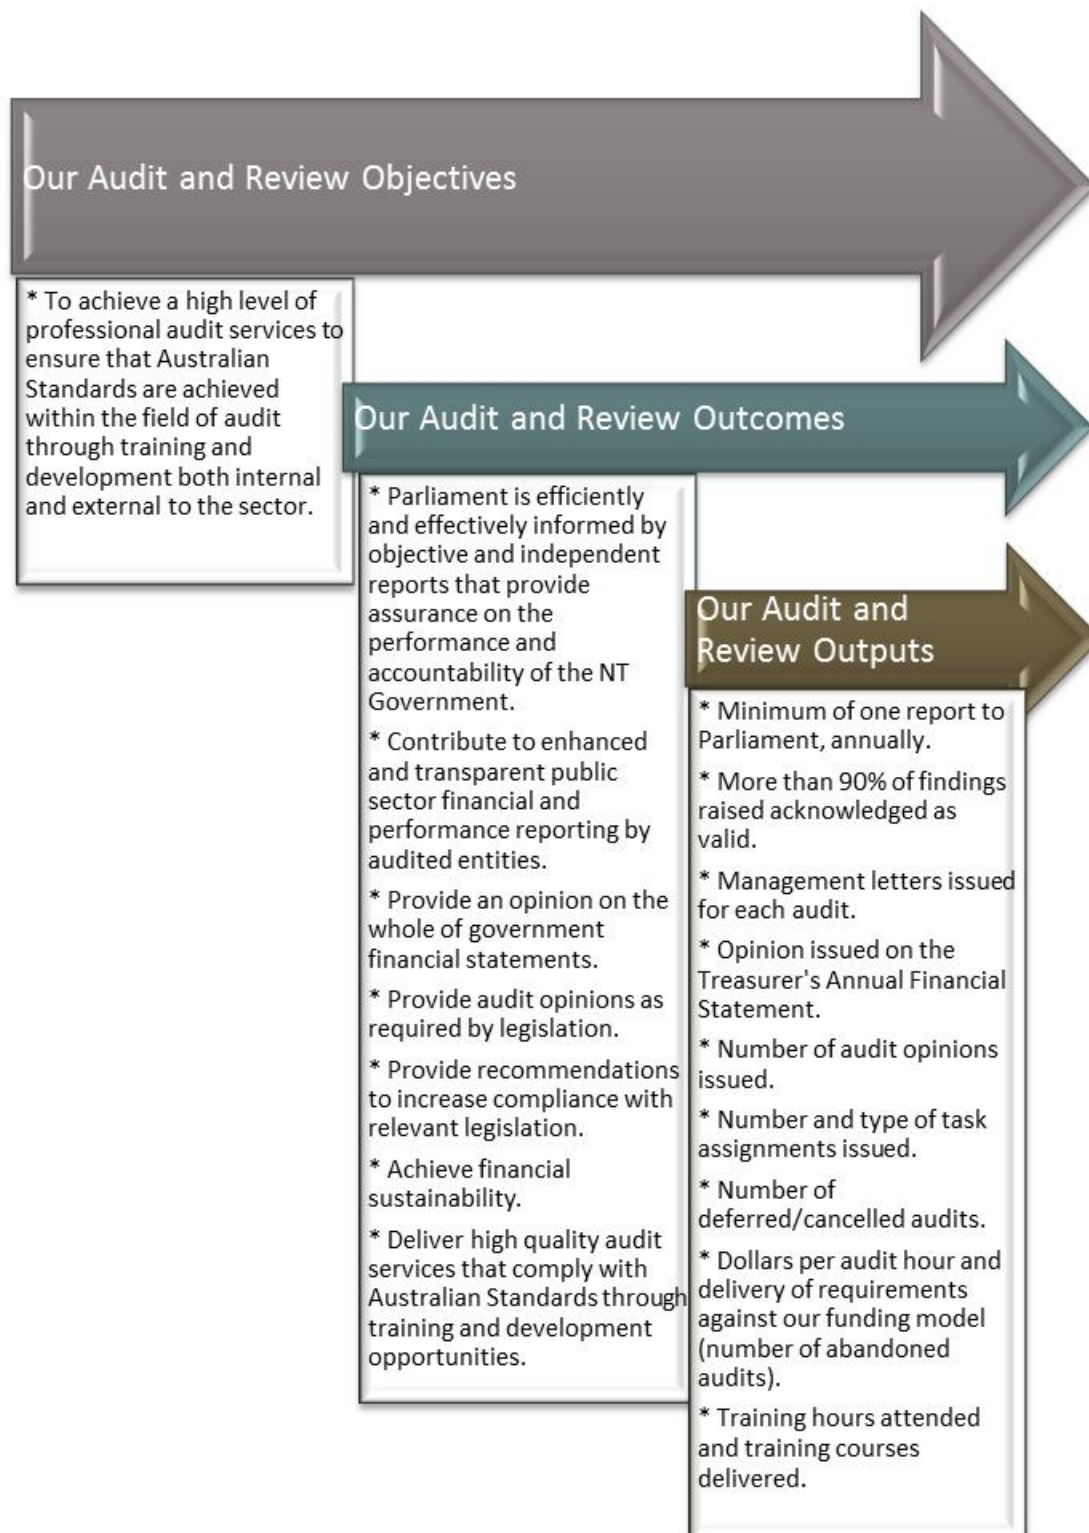 Our Audit and Review Objectives
* To achieve a high level of
professional audit services to
ensure that Australian
Standards are achieved
within the field of audit
through training and
development both internal
and external to the sector.
Our Audit and Review Outcomes
* Parliament is efficiently
and effectively informed by
objective and independent
reports that provide
assurance on the
performance and
accountability of the NT
Government.
* Contribute to enhanced
and transparent public
sector financial and
performance reporting by
audited entities.
* Provide an opinion on the
whole of government
financial statements.
* Provide audit opinions as
required by legislation.
* Provide recommendations
to increase compliance with
relevant legislation.
* Achieve financial
sustainability.
* Deliver high quality audit
services that comply with
Australian Standards through
training and development
opportunities.
Our Audit and
Review Outputs
* Minimum of one report to
Parliament, annually.
* More than 90% of findings
raised acknowledged as
valid.
* Management letters issued
for each audit.
* Opinion issued on the
Treasurer's Annual Financial
Statement.
* Number of audit opinions
issued.
* Number and type of task
assignments issued.
* Number of
deferred/cancelled audits.
* Dollars per audit hour and
delivery of requirements
against our funding model
(number of abandoned
audits).
* Training hours attended
and training courses
delivered.